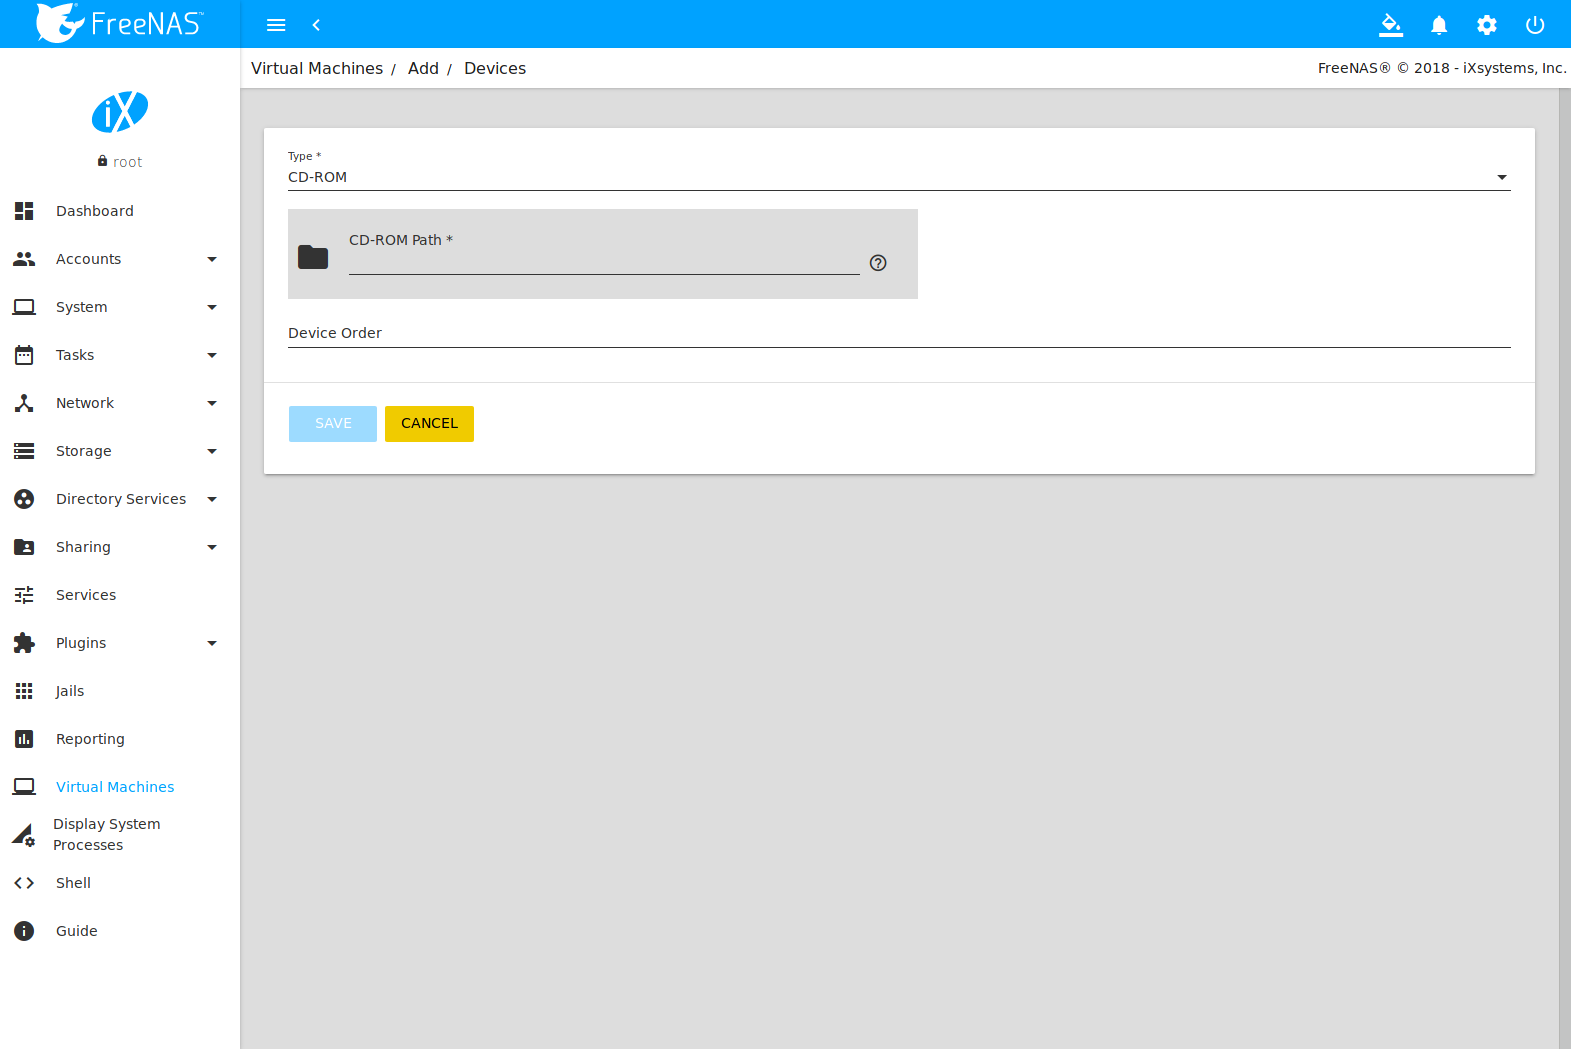 FreeNAS™
Virtual Machines / Add / Devices
FreeNAS® © 2018 - iXsystems, Inc.
iX
root
Dashboard
Accounts
System
Tasks
Network
Storage
Directory Services
Sharing
Services
Plugins
Jails
Reporting
Virtual Machines
Display System
Processes
Shell
Guide
Type *
CD-ROM
CD-ROM Path *
Device Order
SAVE CANCEL